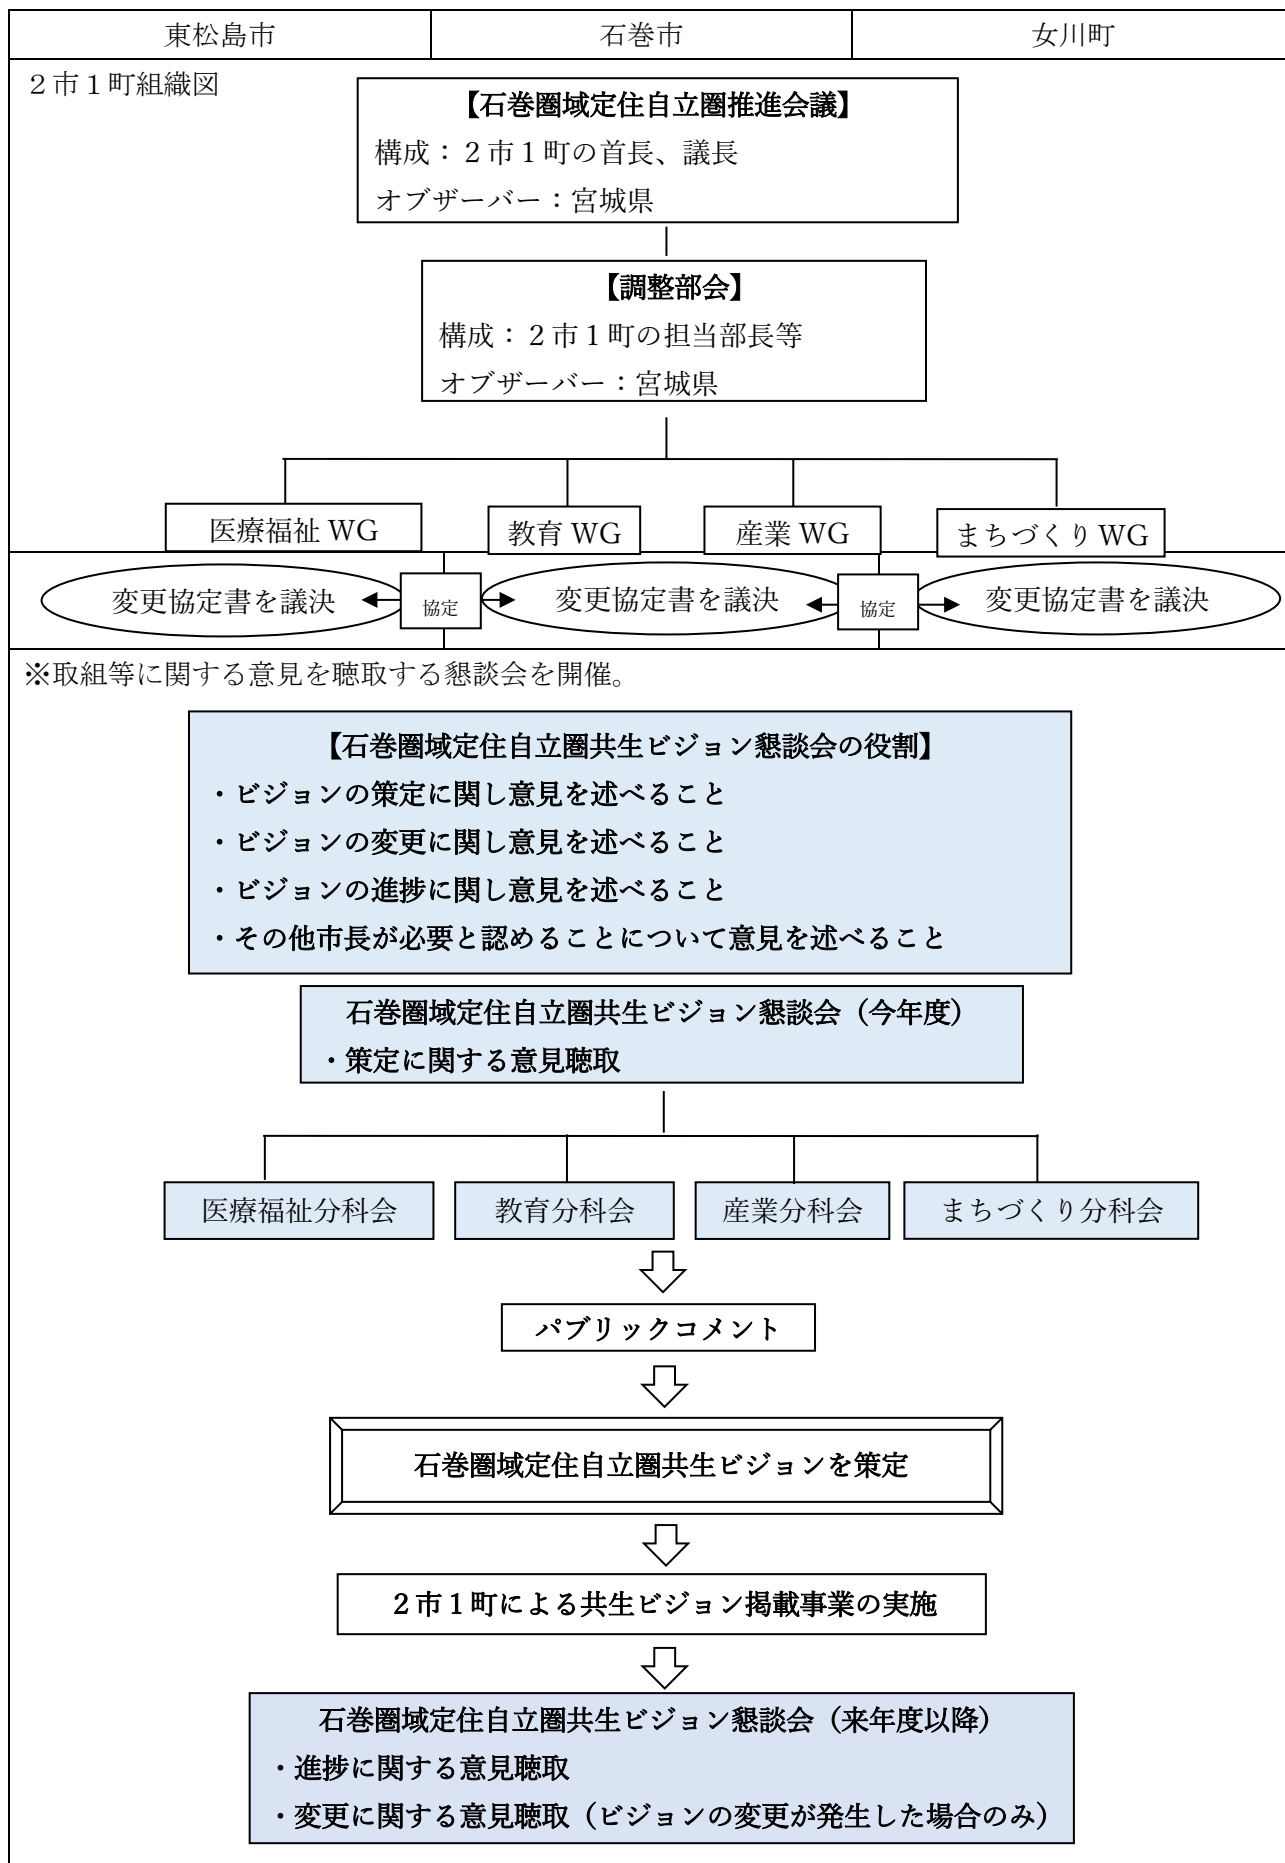 東松島市
石巻市
女川町
２市１町組織図
【石巻圏域定住自立圏推進会議】
構成：２市１町の首長、議長
オブザーバー：宮城県
【調整部会】
構成：２市１町の担当部長等
オブザーバー：宮城県
医療福祉 WG
教育 WG
産業 WG
まちづくり WG
変更協定書を議決
協定
変更協定書を議決
協定
変更協定書を議決
※取組等に関する意見を聴取する懇談会を開催。
【石巻圏域定住自立圏共生ビジョン懇談会の役割】
・ビジョンの策定に関し意見を述べること
・ビジョンの変更に関し意見を述べること
・ビジョンの進捗に関し意見を述べること
・その他市長が必要と認めることについて意見を述べること
石巻圏域定住自立圏共生ビジョン懇談会（今年度）
・策定に関する意見聴取
医療福祉分科会
教育分科会
産業分科会
まちづくり分科会
パブリックコメント
石巻圏域定住自立圏共生ビジョンを策定
２市１町による共生ビジョン掲載事業の実施
石巻圏域定住自立圏共生ビジョン懇談会（来年度以降）
・進捗に関する意見聴取
・変更に関する意見聴取（ビジョンの変更が発生した場合のみ）